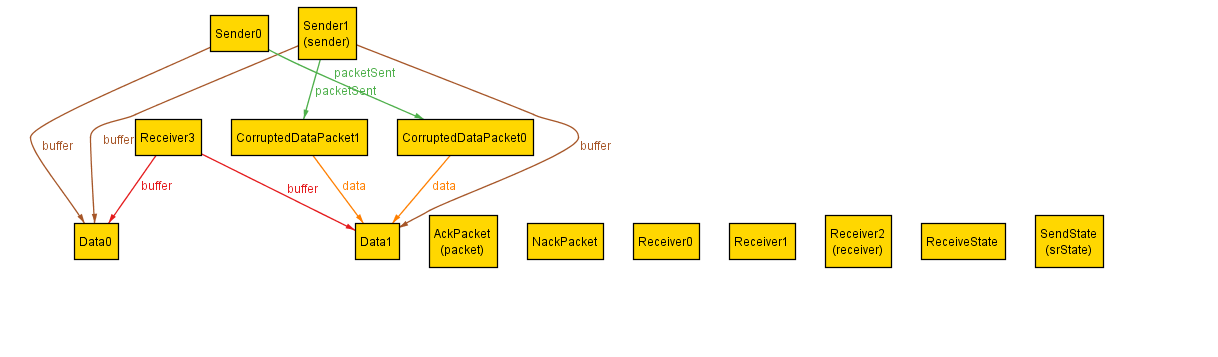 Sender0
Sender1
(sender)
packetSent
packetSent
buffer
buffer
Receiver3
CorruptedDataPacket1
CorruptedDataPacket0
buffer
buffer
buffer
data
data
Data0
Data1
AckPacket
(packet)
NackPacket
Receiver0
Receiver1
Receiver2
(receiver)
ReceiveState
SendState
(srState)